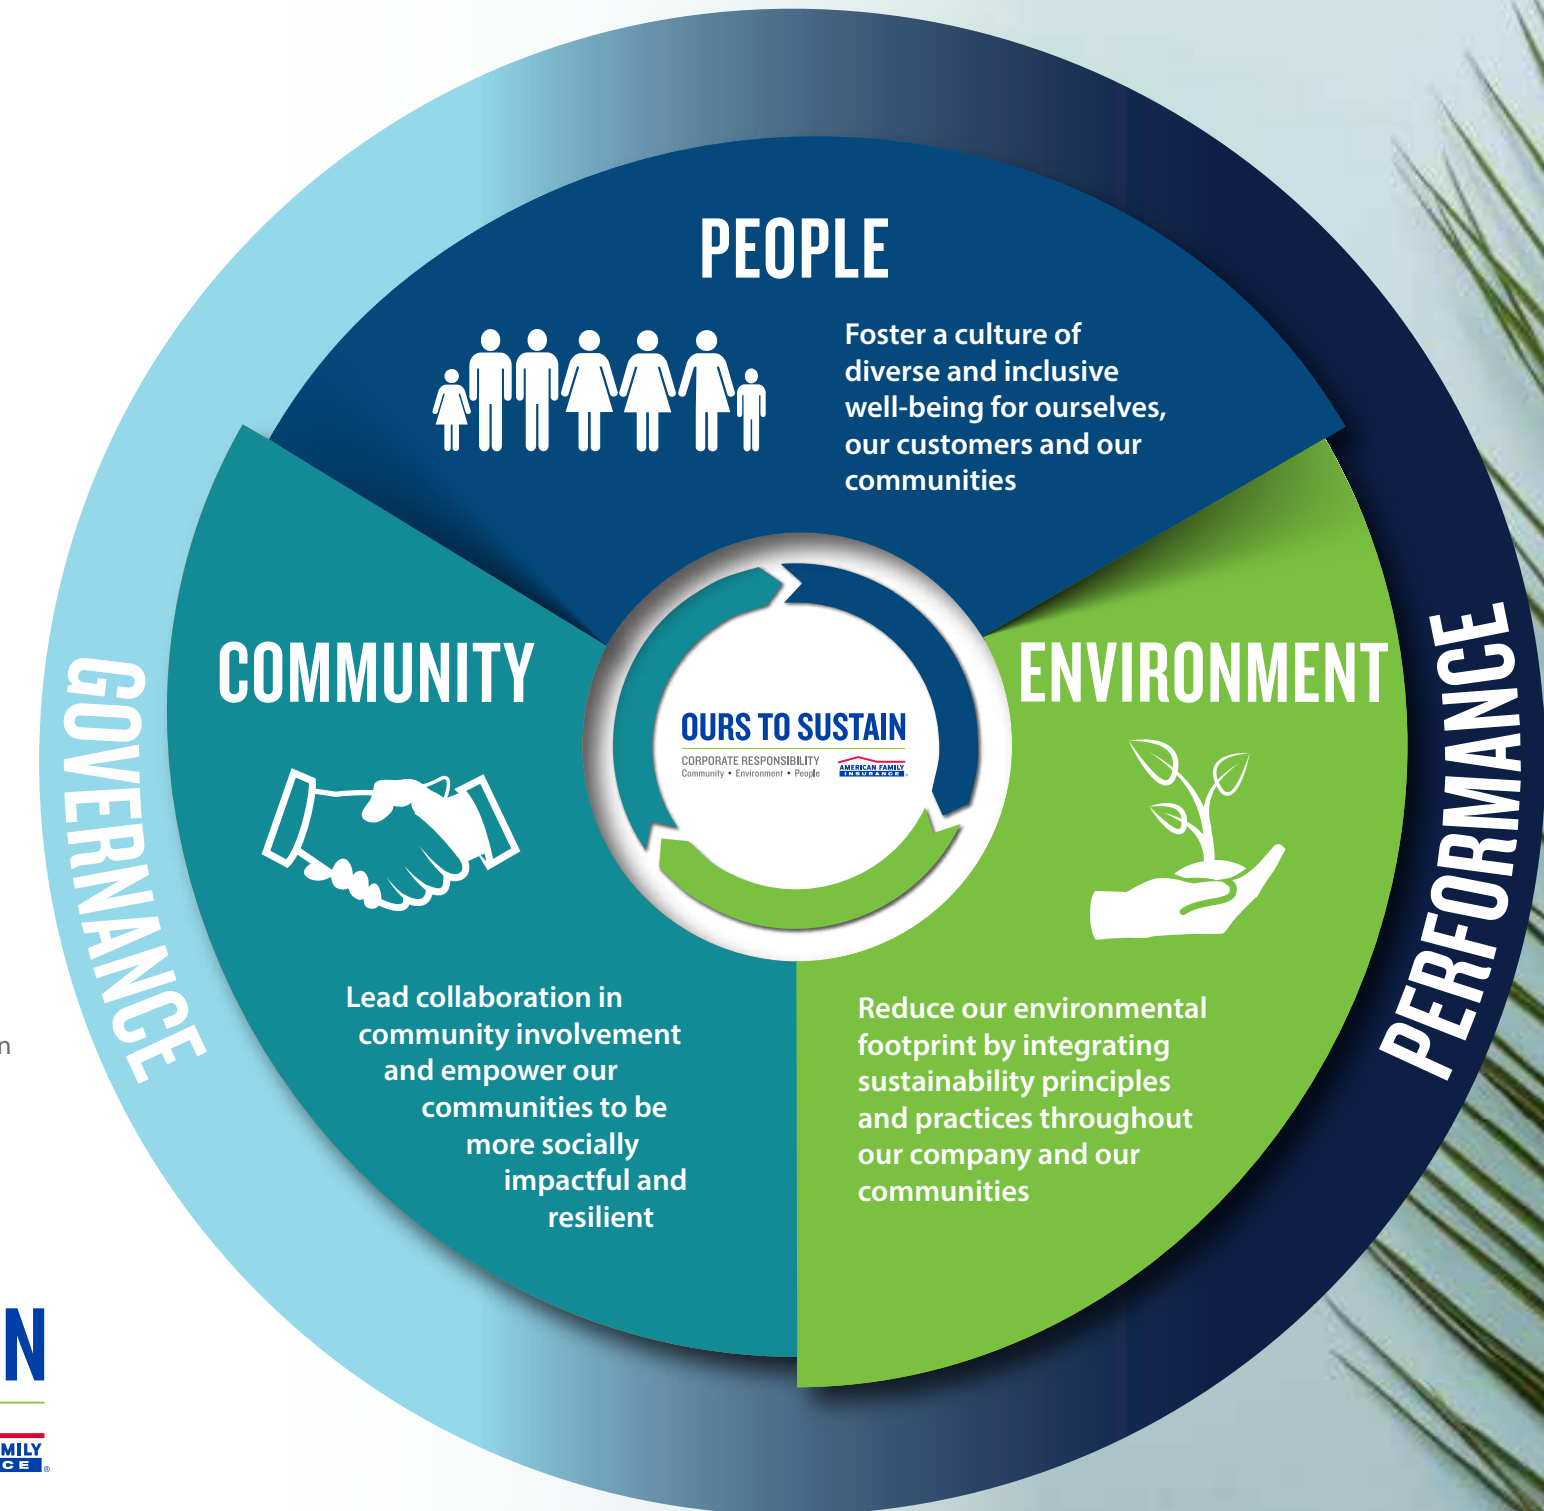 PEOPLE
Foster a culture of
diverse and inclusive
well-being for ourselves,
our customers and our
communities
COMMUNITY
Lead collaboration in
community involvement
and empower our
communities to be
more socially
impactful and
resilient
ENVIRONMENT
Reduce our environmental
footprint by integrating
sustainability principles
and practices throughout
our company and our
communities
OURS TO SUSTAIN
CORPORATE RESPONSIBILITY
Community • Environment • People
AMERICAN FAMILY
INSURANCE
GOVERNANCE
PERFORMANCE
n
N
MILY
CE®